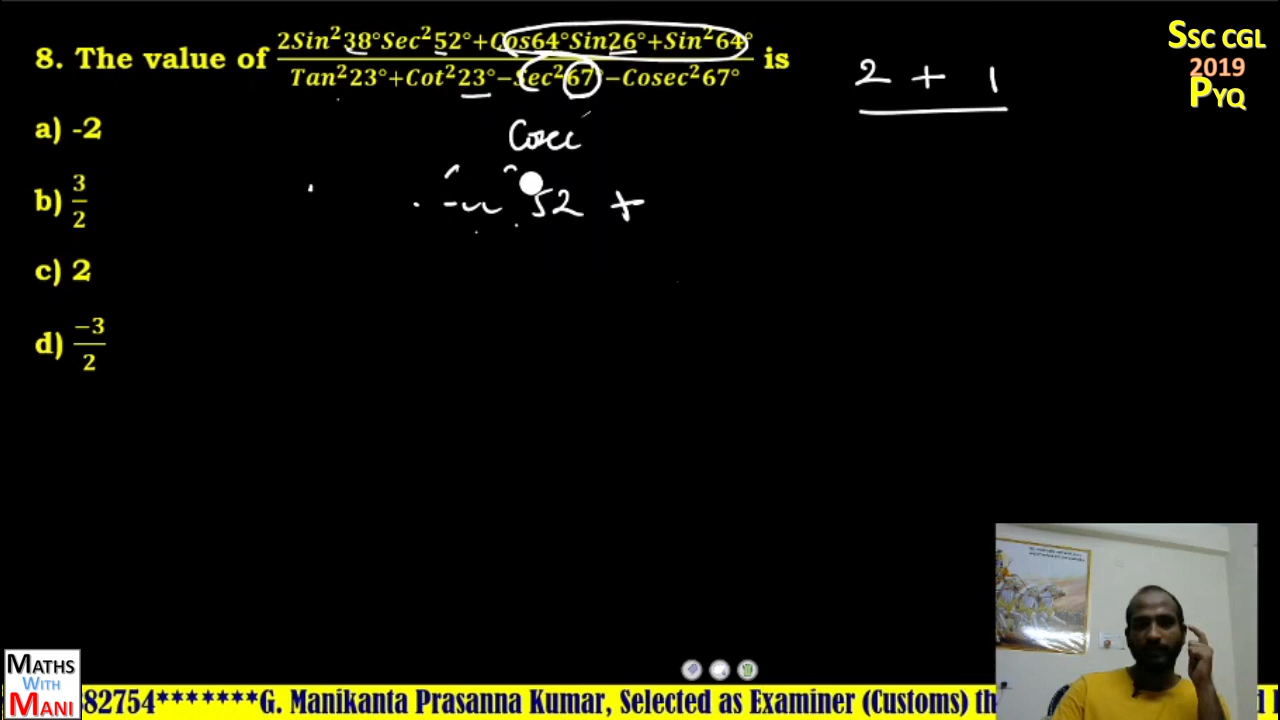 8. The value of (2Sin²38°Sec²52°+Cos64°Sin26°+Sin²64°)/(Tan²23°+Cot²23°−Sec²67°−Cosec²67°) is
SSC CGL
2019
PYQ
2 + 1
a) -2
Cosec
52 +
b) 3/2
c) 2
d) −3/2
MATHS
WITH
MANI
82754*******G. Manikanta Prasanna Kumar, Selected as Examiner (Customs) th